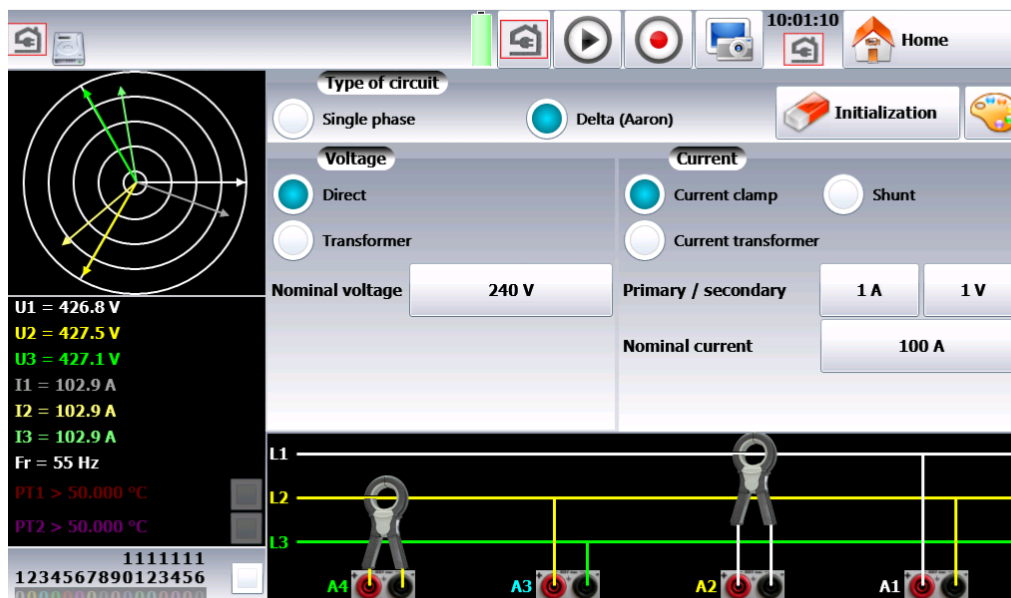 10:01:10
Home
Type of circuit
Single phase
Delta (Aaron)
Initialization
Voltage
Current
Direct
Current clamp
Shunt
Transformer
Current transformer
Nominal voltage
240 V
Primary / secondary
1 A
1 V
Nominal current
100 A
U1 = 426.8 V
U2 = 427.5 V
U3 = 427.1 V
I1 = 102.9 A
I2 = 102.9 A
I3 = 102.9 A
Fr = 55 Hz
PT1 > 50.000 °C
PT2 > 50.000 °C
1111111
1234567890123456
L1
L2
L3
A4
A3
A2
A1